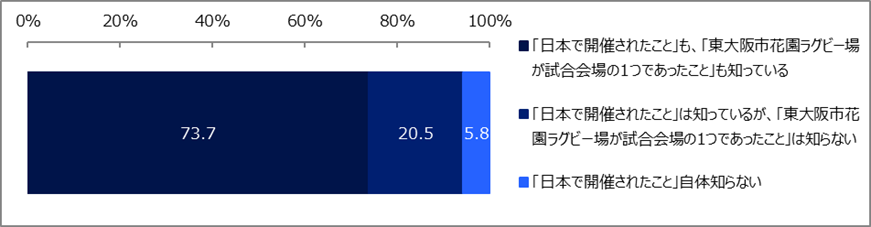 0% 20% 40% 60% 80% 100%
73.7 20.5 5.8
「日本で開催されたこと」も、「東大阪市花園ラグビー場
が試合会場の1つであったこと」も知っている
「日本で開催されたこと」は知っているが、「東大阪市花
園ラグビー場が試合会場の1つであったこと」は知らない
「日本で開催されたこと」自体知らない